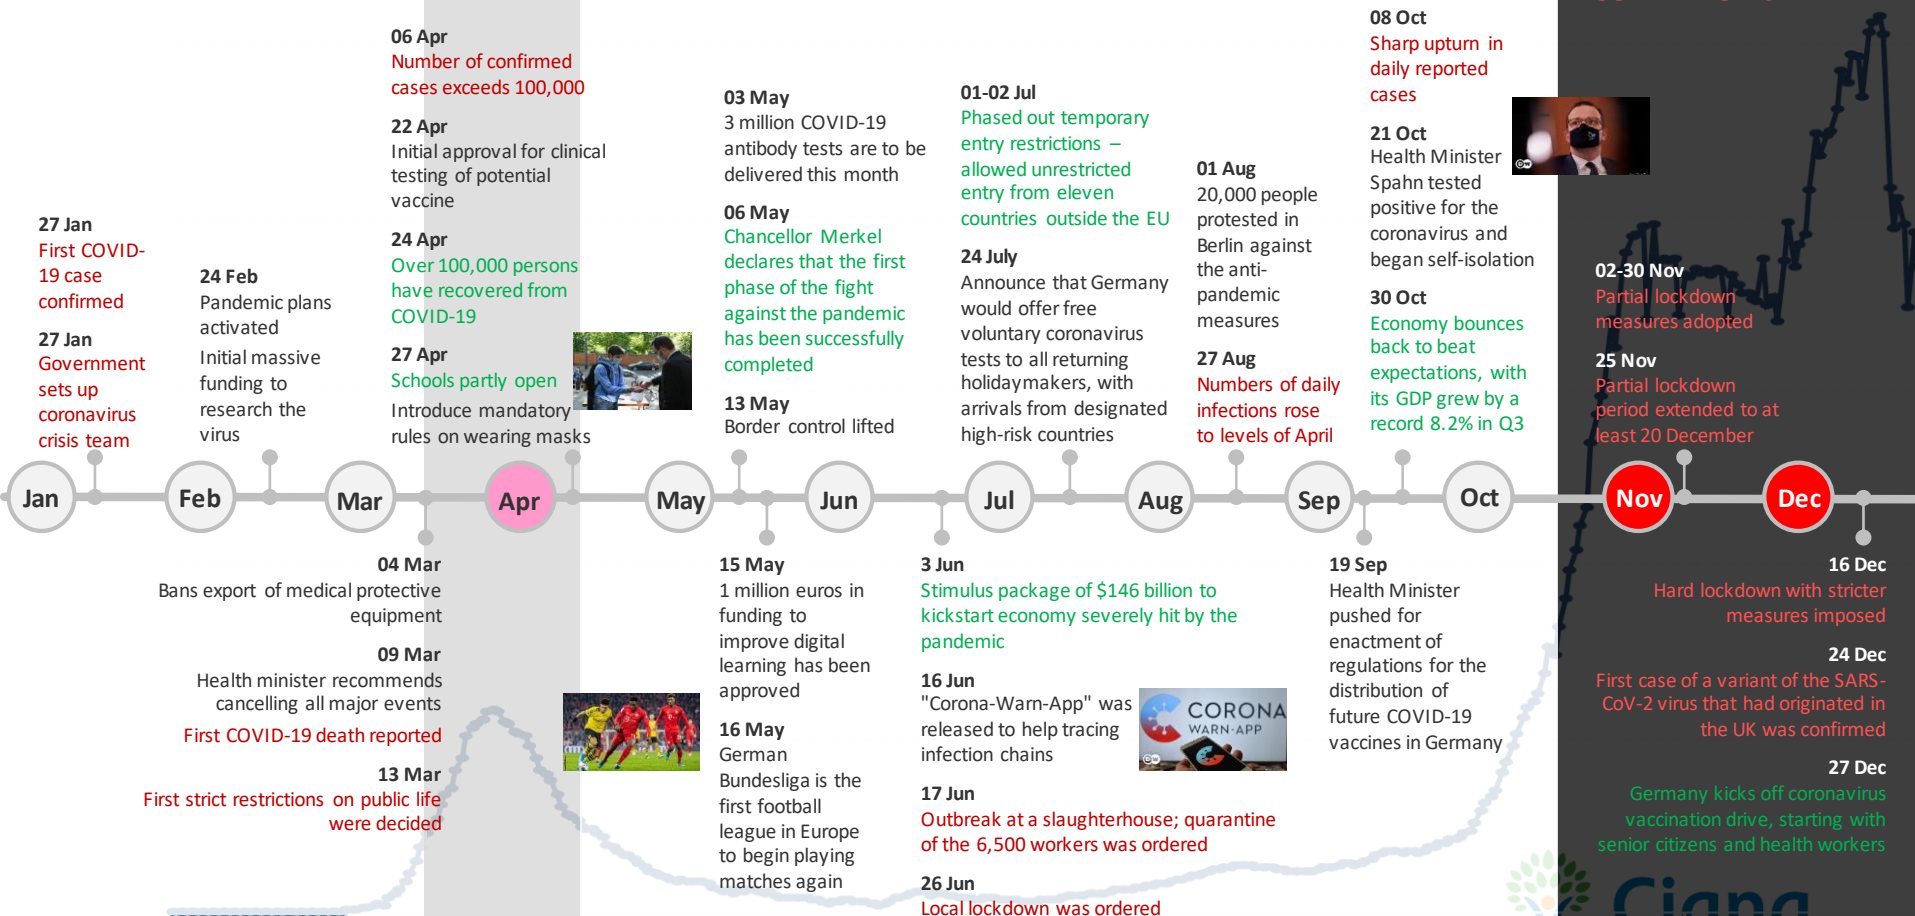 27 Jan
First COVID-
19 case
confirmed
27 Jan
Government
sets up
coronavirus
crisis team
24 Feb
Pandemic plans
activated
Initial massive
funding to
research the
virus
06 Apr
Number of confirmed
cases exceeds 100,000
22 Apr
Initial approval for clinical
testing of potential
vaccine
24 Apr
Over 100,000 persons
have recovered from
COVID-19
27 Apr
Schools partly open
Introduce mandatory
rules on wearing masks
03 May
3 million COVID-19
antibody tests are to be
delivered this month
06 May
Chancellor Merkel
declares that the first
phase of the fight
against the pandemic
has been successfully
completed
13 May
Border control lifted
01-02 Jul
Phased out temporary
entry restrictions –
allowed unrestricted
entry from eleven
countries outside the EU
24 July
Announce that Germany
would offer free
voluntary coronavirus
tests to all returning
holidaymakers, with
arrivals from designated
high-risk countries
01 Aug
20,000 people
protested in
Berlin against
the anti-
pandemic
measures
27 Aug
Numbers of daily
infections rose
to levels of April
08 Oct
Sharp upturn in
daily reported
cases
21 Oct
Health Minister
Spahn tested
positive for the
coronavirus and
began self-isolation
30 Oct
Economy bounces
back to beat
expectations, with
its GDP grew by a
record 8.2% in Q3
02-30 Nov
Partial lockdown
measures adopted
25 Nov
Partial lockdown
period extended to at
least 20 December
Jan
Feb
Mar
Apr
May
Jun
Jul
Aug
Sep
Oct
Nov
Dec
04 Mar
Bans export of medical protective
equipment
09 Mar
Health minister recommends
cancelling all major events
First COVID-19 death reported
13 Mar
First strict restrictions on public life
were decided
15 May
1 million euros in
funding to
improve digital
learning has been
approved
16 May
German
Bundesliga is the
first football
league in Europe
to begin playing
matches again
3 Jun
Stimulus package of $146 billion to
kickstart economy severely hit by the
pandemic
16 Jun
"Corona-Warn-App" was
released to help tracing
infection chains
CORONA
WARN-APP
17 Jun
Outbreak at a slaughterhouse; quarantine
of the 6,500 workers was ordered
26 Jun
Local lockdown was ordered
19 Sep
Health Minister
pushed for
enactment of
regulations for the
distribution of
future COVID-19
vaccines in Germany
16 Dec
Hard lockdown with stricter
measures imposed
24 Dec
First case of a variant of the SARS-
CoV-2 virus that had originated in
the UK was confirmed
27 Dec
Germany kicks off coronavirus
vaccination drive, starting with
senior citizens and health workers